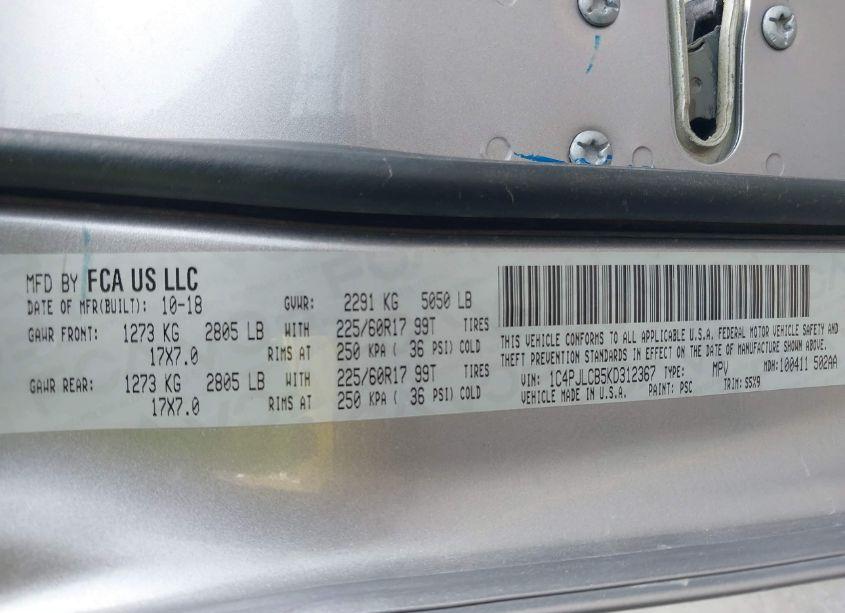 MFD BY FCA US LLC
DATE OF MFR(BUILT): 10-18 GVWR: 2291 KG 5050 LB
GAWR FRONT: 1273 KG 2805 LB WITH 225/60R17 99T TIRES
17X7.0 RIMS AT 250 KPA ( 36 PSI) COLD
GAWR REAR: 1273 KG 2805 LB WITH 225/60R17 99T TIRES
17X7.0 RIMS AT 250 KPA ( 36 PSI) COLD
THIS VEHICLE CONFORMS TO ALL APPLICABLE U.S.A. FEDERAL MOTOR VEHICLE SAFETY AND
THEFT PREVENTION STANDARDS IN EFFECT ON THE DATE OF MANUFACTURE SHOWN ABOVE
VIN: 1C4PJLCB5KD312367 TYPE: MPV MDH: 100411 502AA
VEHICLE MADE IN U.S.A. PAINT: PSC TRIM: S5X9